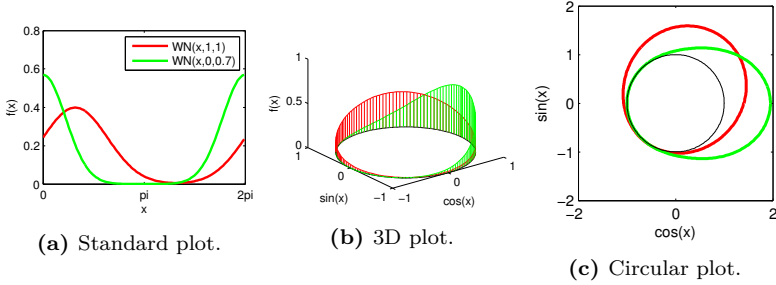 0.8
0.6
0.4
0.2
0
f(x)
WN(x,1,1)
WN(x,0,0.7)
0 pi 2pi
x
(a) Standard plot.
1
0.5
0
f(x)
1
0
−1
sin(x)
−1
0
1
cos(x)
(b) 3D plot.
2
1
0
−1
−2
sin(x)
−2 0 2
cos(x)
(c) Circular plot.